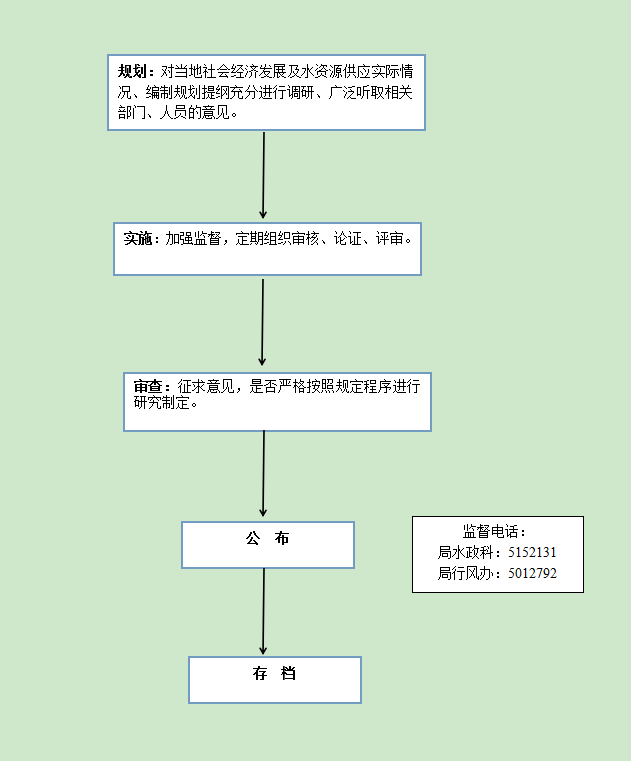 规划：对当地社会经济发展及水资源供应实际情
况、编制规划提纲充分进行调研、广泛听取相关
部门、人员的意见。
实施：加强监督，定期组织审核、论证、评审。
审查：征求意见，是否严格按照规定程序进行
研究制定。
公 布
监督电话：
局水政科：5152131
局行风办：5012792
存 档